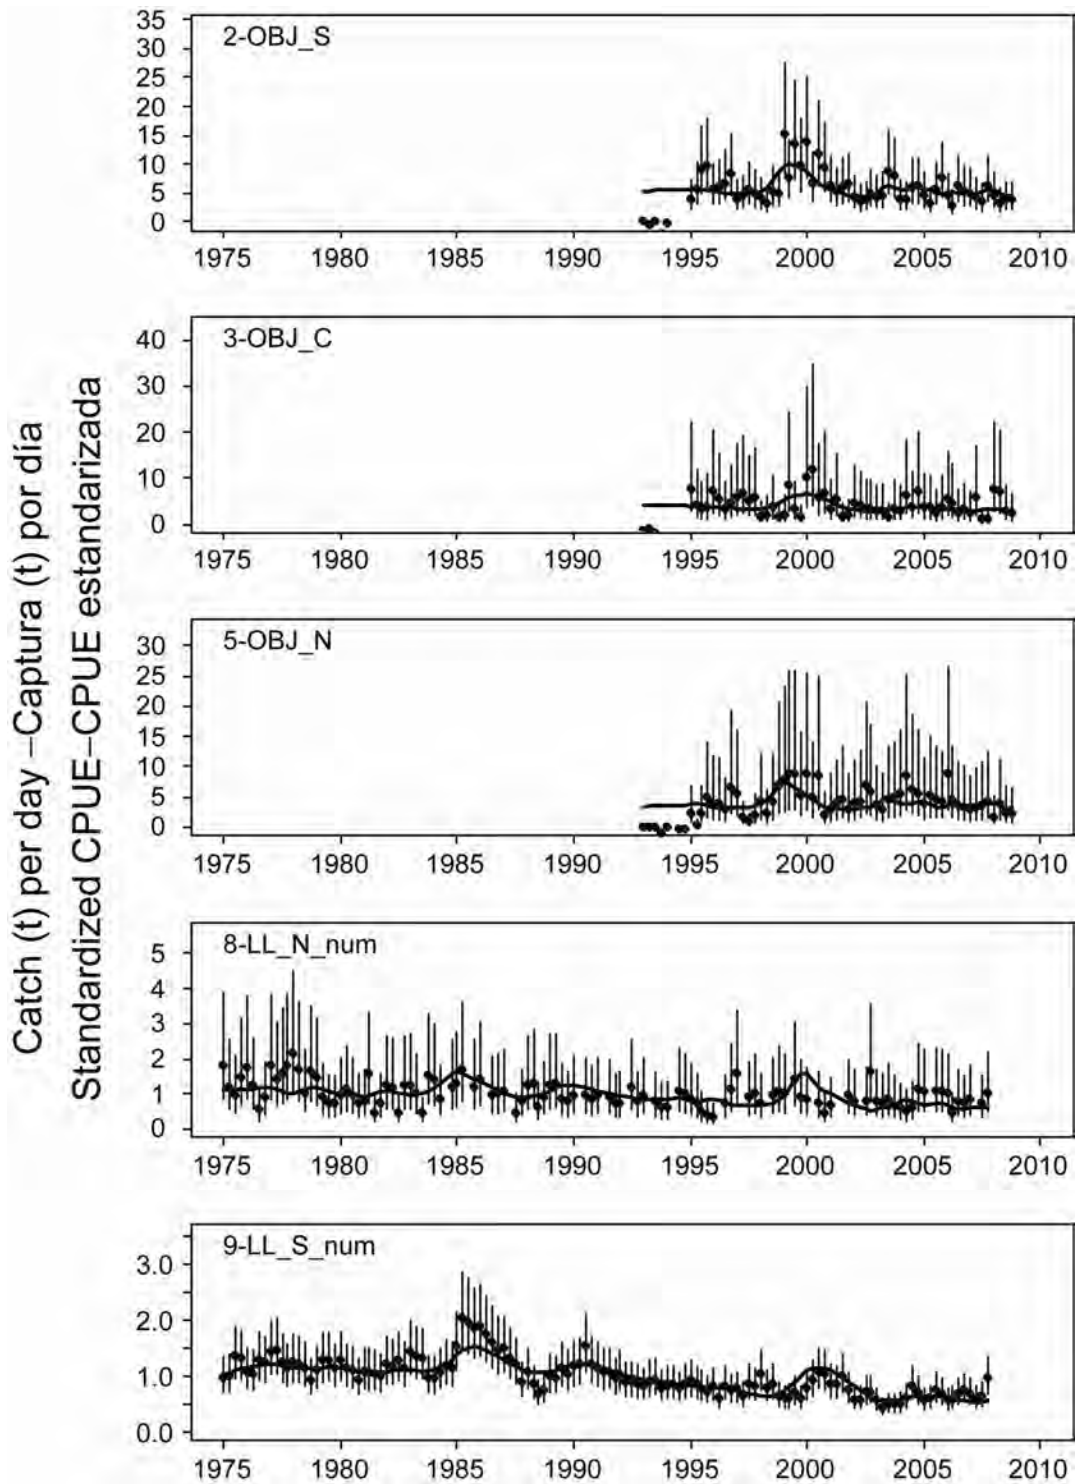 Catch (t) per day –Captura (t) por día
Standardized CPUE–CPUE estandarizada
2-OBJ_S
35
30
25
20
15
10
5
0
1975 1980 1985 1990 1995 2000 2005 2010
3-OBJ_C
40
30
20
10
0
1975 1980 1985 1990 1995 2000 2005 2010
5-OBJ_N
30
25
20
15
10
5
0
1975 1980 1985 1990 1995 2000 2005 2010
8-LL_N_num
5
4
3
2
1
0
1975 1980 1985 1990 1995 2000 2005 2010
9-LL_S_num
3.0
2.0
1.0
0.0
1975 1980 1985 1990 1995 2000 2005 2010